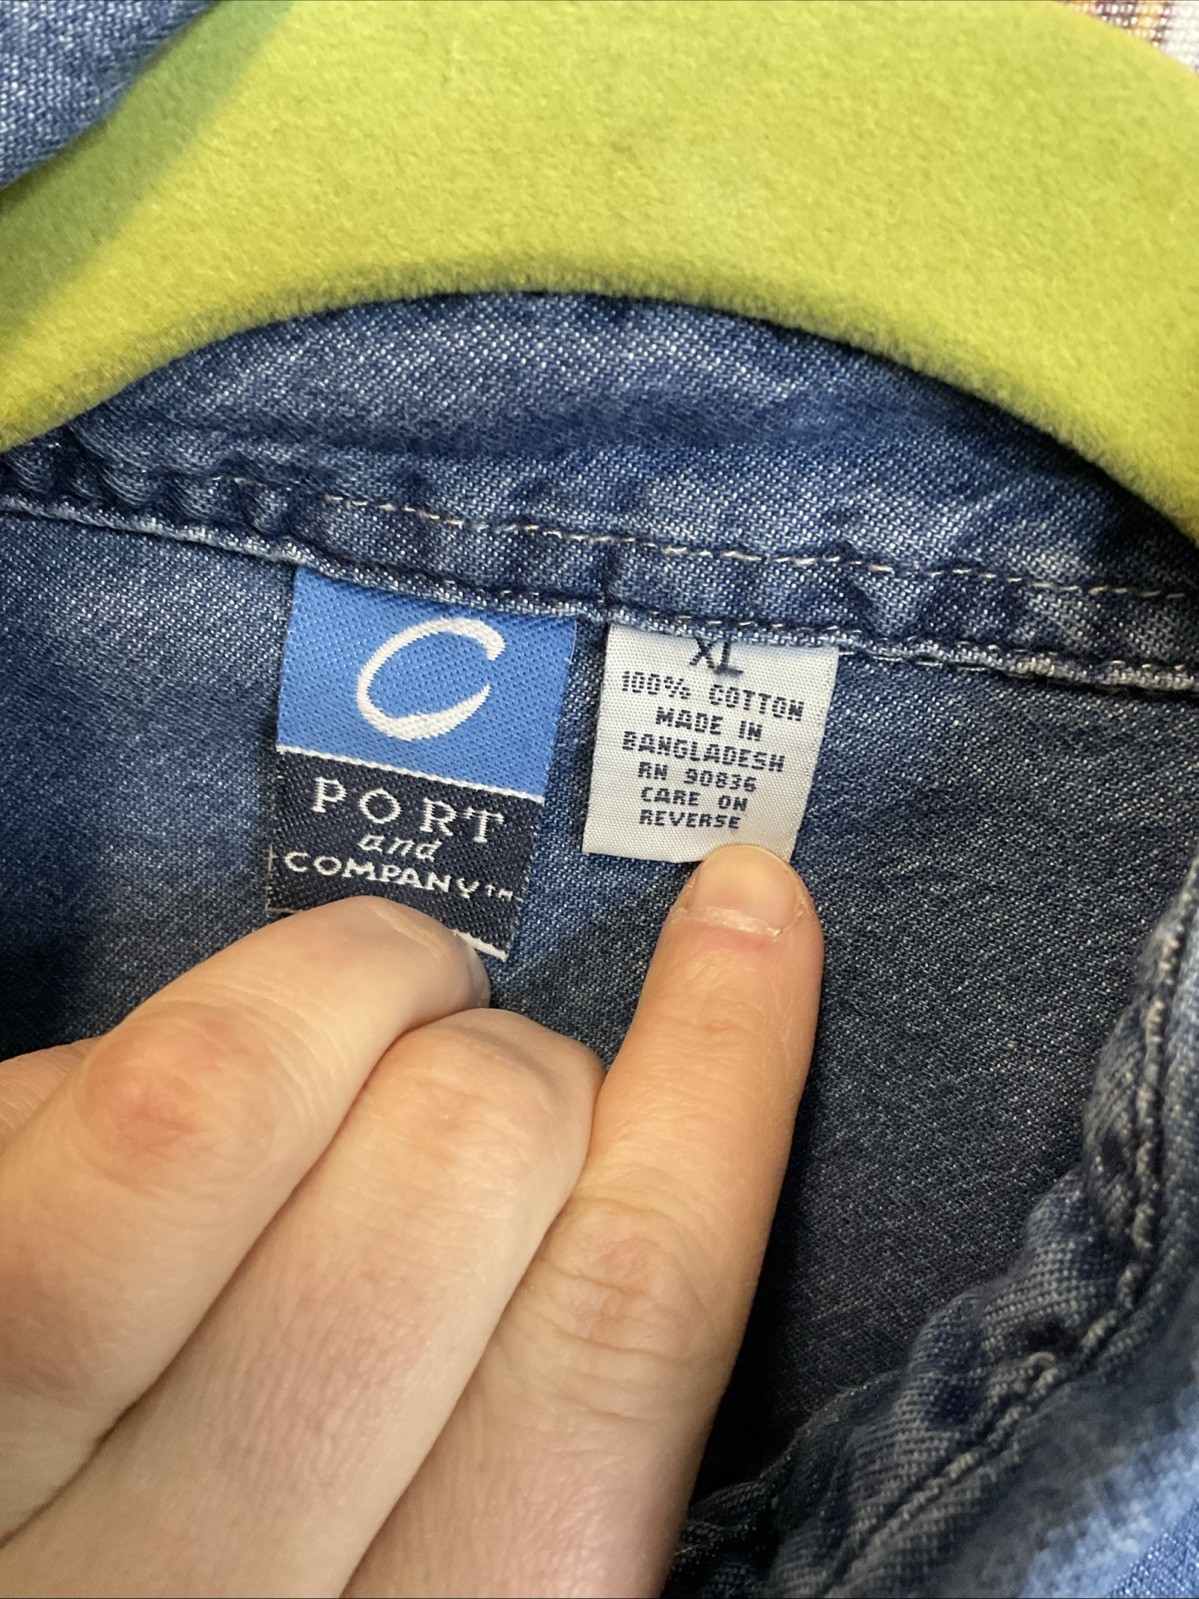 C
PORT
and
COMPANY™
XL
100% COTTON
MADE IN
BANGLADESH
RN 90836
CARE ON
REVERSE